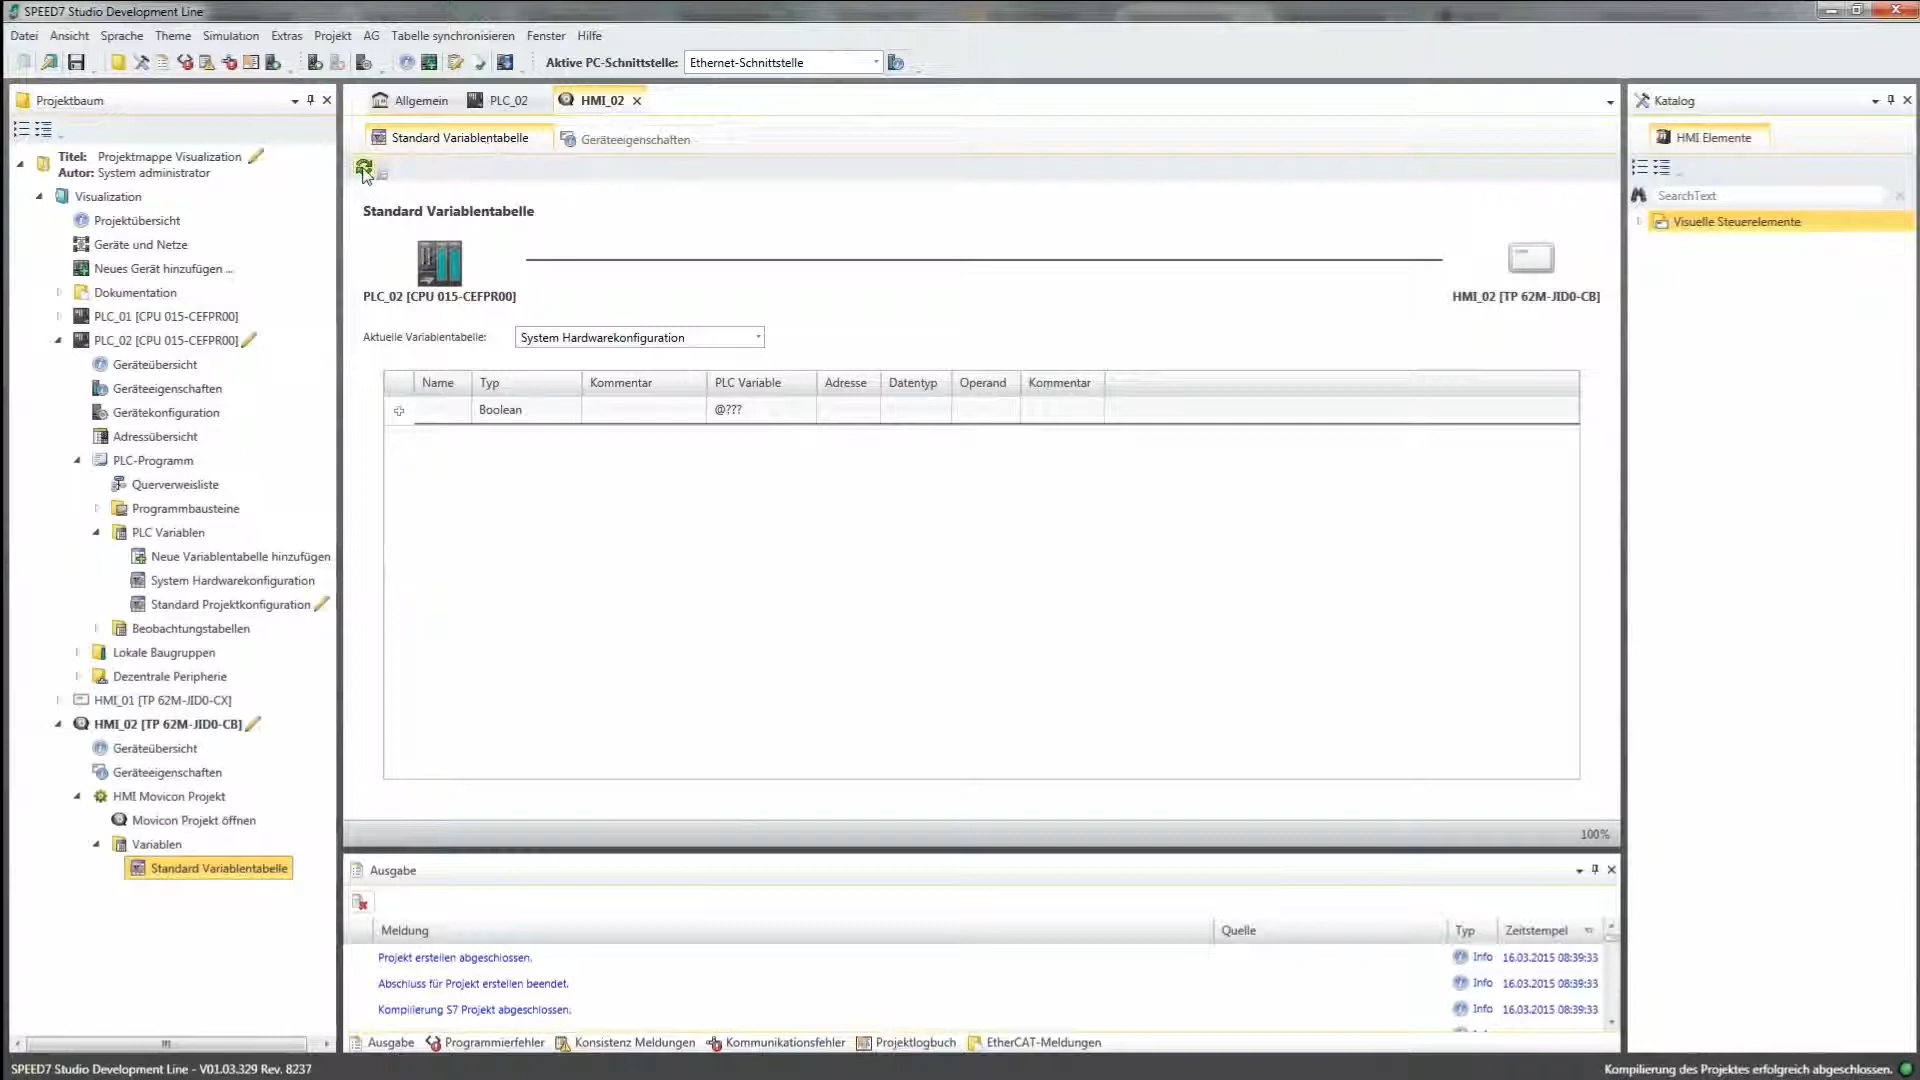 SPEED7 Studio Development Line
Datei Ansicht Sprache Theme Simulation Extras Projekt AG Tabelle synchronisieren Fenster Hilfe
Aktive PC-Schnittstelle: Ethernet-Schnittstelle
Projektbaum
Titel: Projektmappe Visualization
Autor: System administrator
Visualization
Projektübersicht
Geräte und Netze
Neues Gerät hinzufügen ...
Dokumentation
PLC_01 [CPU 015-CEFPR00]
PLC_02 [CPU 015-CEFPR00]
Geräteübersicht
Geräteeigenschaften
Gerätekonfiguration
Adressübersicht
PLC-Programm
Querverweisliste
Programmbausteine
PLC Variablen
Neue Variablentabelle hinzufügen
System Hardwarekonfiguration
Standard Projektkonfiguration
Beobachtungstabellen
Lokale Baugruppen
Dezentrale Peripherie
HMI_01 [TP 62M-JID0-CX]
HMI_02 [TP 62M-JID0-CB]
Geräteübersicht
Geräteeigenschaften
HMI Movicon Projekt
Movicon Projekt öffnen
Variablen
Standard Variablentabelle
Allgemein PLC_02 HMI_02
Standard Variablentabelle Geräteeigenschaften
Standard Variablentabelle
PLC_02 [CPU 015-CEFPR00] HMI_02 [TP 62M-JID0-CB]
Aktuelle Variablentabelle: System Hardwarekonfiguration
Name Typ Kommentar PLC Variable Adresse Datentyp Operand Kommentar
Boolean @???
100%
Ausgabe
Meldung Quelle Typ Zeitstempel
Projekt erstellen abgeschlossen. Info 16.03.2015 08:39:33
Abschluss für Projekt erstellen beendet. Info 16.03.2015 08:39:33
Kompilierung S7 Projekt abgeschlossen. Info 16.03.2015 08:39:33
Ausgabe Programmierfehler Konsistenz Meldungen Kommunikationsfehler Projektlogbuch EtherCAT-Meldungen
Katalog
HMI Elemente
SearchText
Visuelle Steuerelemente
SPEED7 Studio Development Line - V01.03.329 Rev. 8237 Kompilierung des Projektes erfolgreich abgeschlossen.